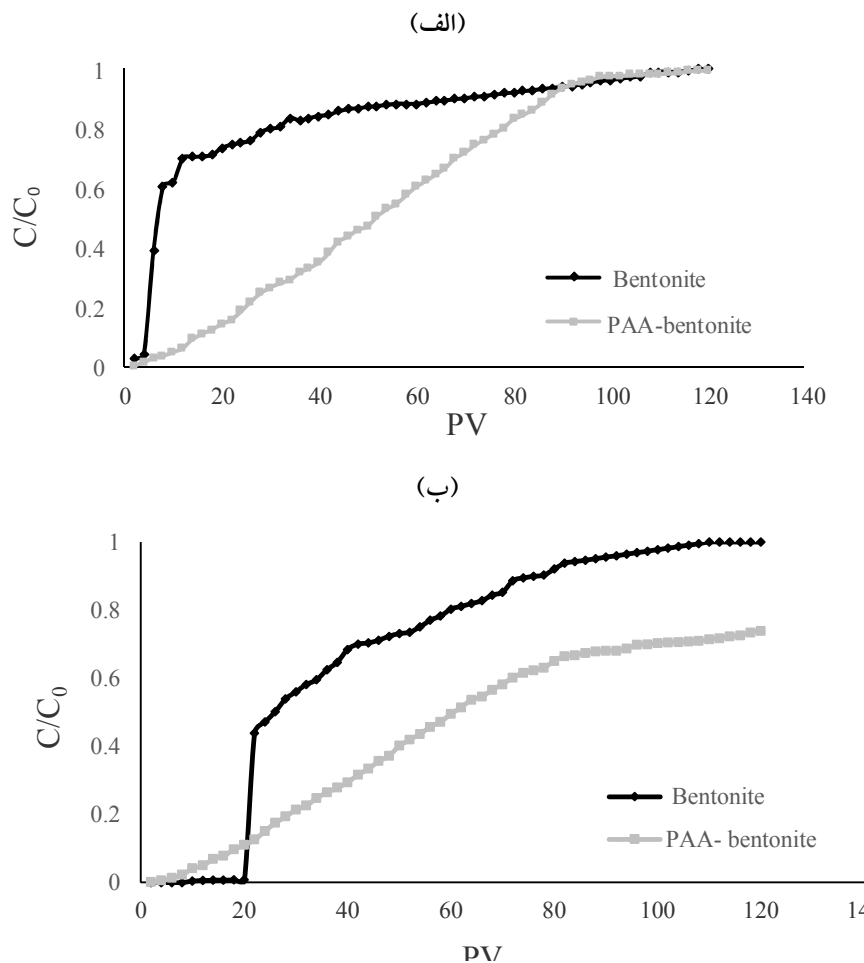 (الف)
1
0.8
0.6
0.4
0.2
0
C/C₀
Bentonite
PAA-bentonite
0 20 40 60 80 100 120 140
PV
(ب)
1
0.8
0.6
0.4
0.2
0
C/C₀
Bentonite
PAA- bentonite
0 20 40 60 80 100 120 14
PV